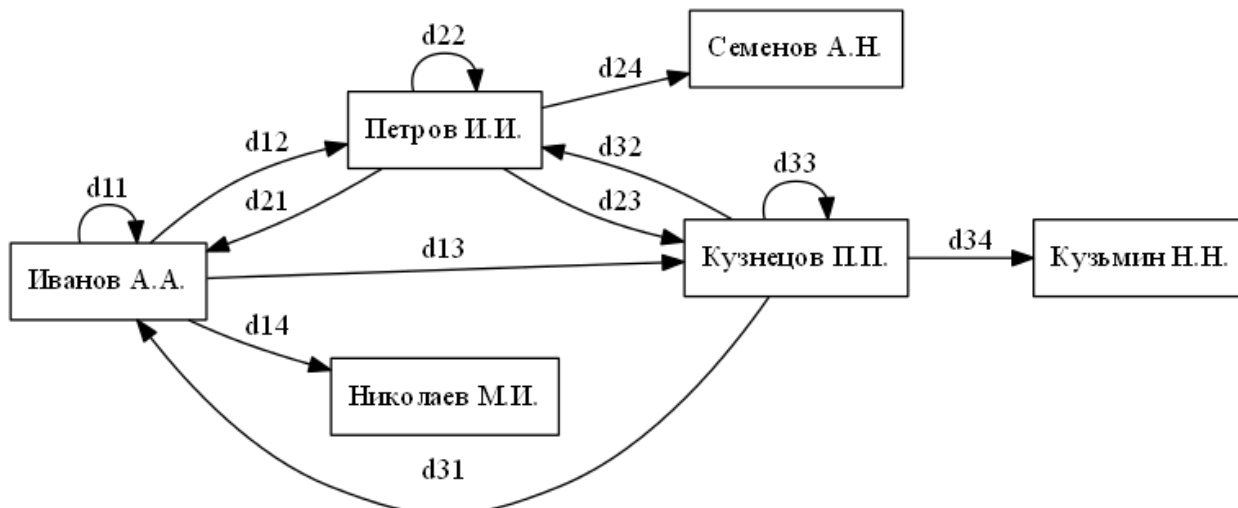 d22
Семенов А.Н.
d24
Петров И.И.
d12
d32
d33
d11
d21
d23
d13
d34
Иванов А.А.
Кузнецов П.П.
Кузьмин Н.Н.
d14
Николаев М.И.
d31